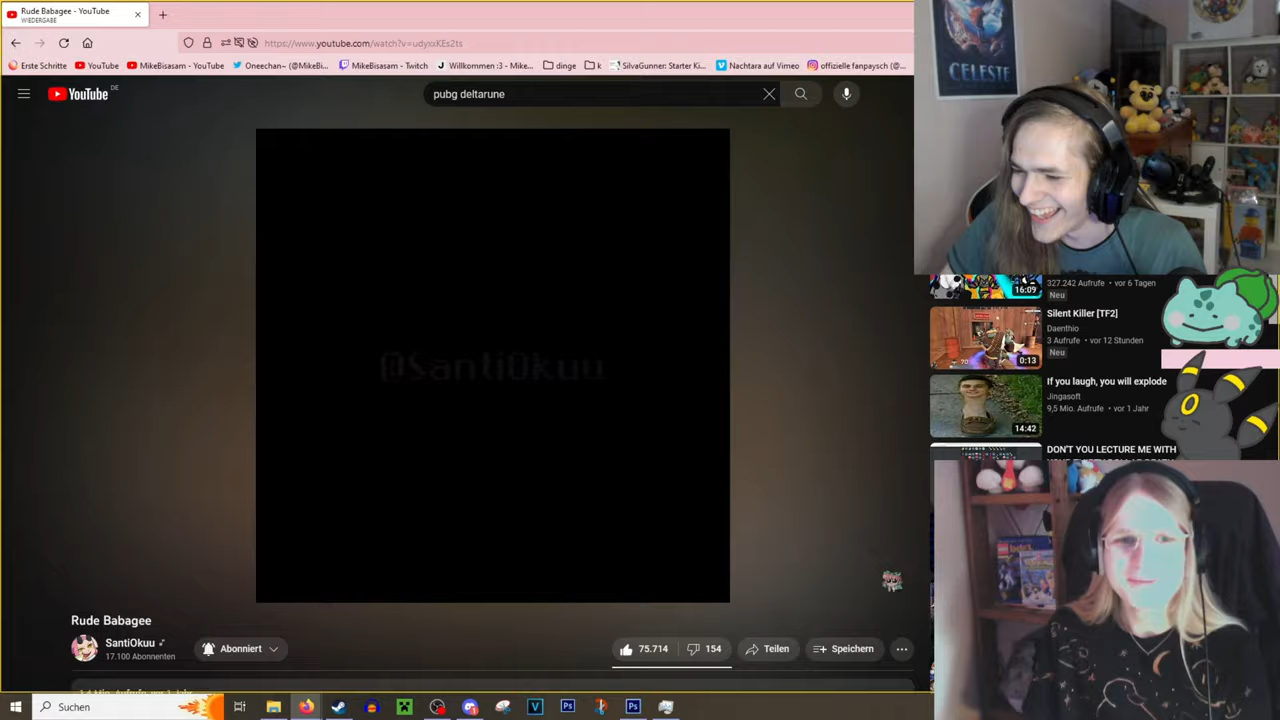 Rude Babagee - YouTube
WIEDERGABE
https://www.youtube.com/watch?v=udyxxKEs2ts
Erste Schritte
YouTube
MikeBisasam - YouTube
Oneechan~ (@MikeBi...
MikeBisasam - Twitch
Willkommen :3 - Mike...
dinge
k
SilvaGunner: Starter Ki...
Nachtara auf Vimeo
offizielle fanpaysch (@...
YouTube DE
pubg deltarune
@SantiOkuu
CELESTE
16:09
327.242 Aufrufe • vor 6 Tagen
Neu
Silent Killer [TF2]
Daenthio
3 Aufrufe • vor 12 Stunden
Neu
0:13
If you laugh, you will explode
Jingasoft
9,5 Mio. Aufrufe • vor 1 Jahr
14:42
DON'T YOU LECTURE ME WITH
Rude Babagee
SantiOkuu
17.100 Abonnenten
Abonniert
75.714
154
Teilen
Speichern
Suchen